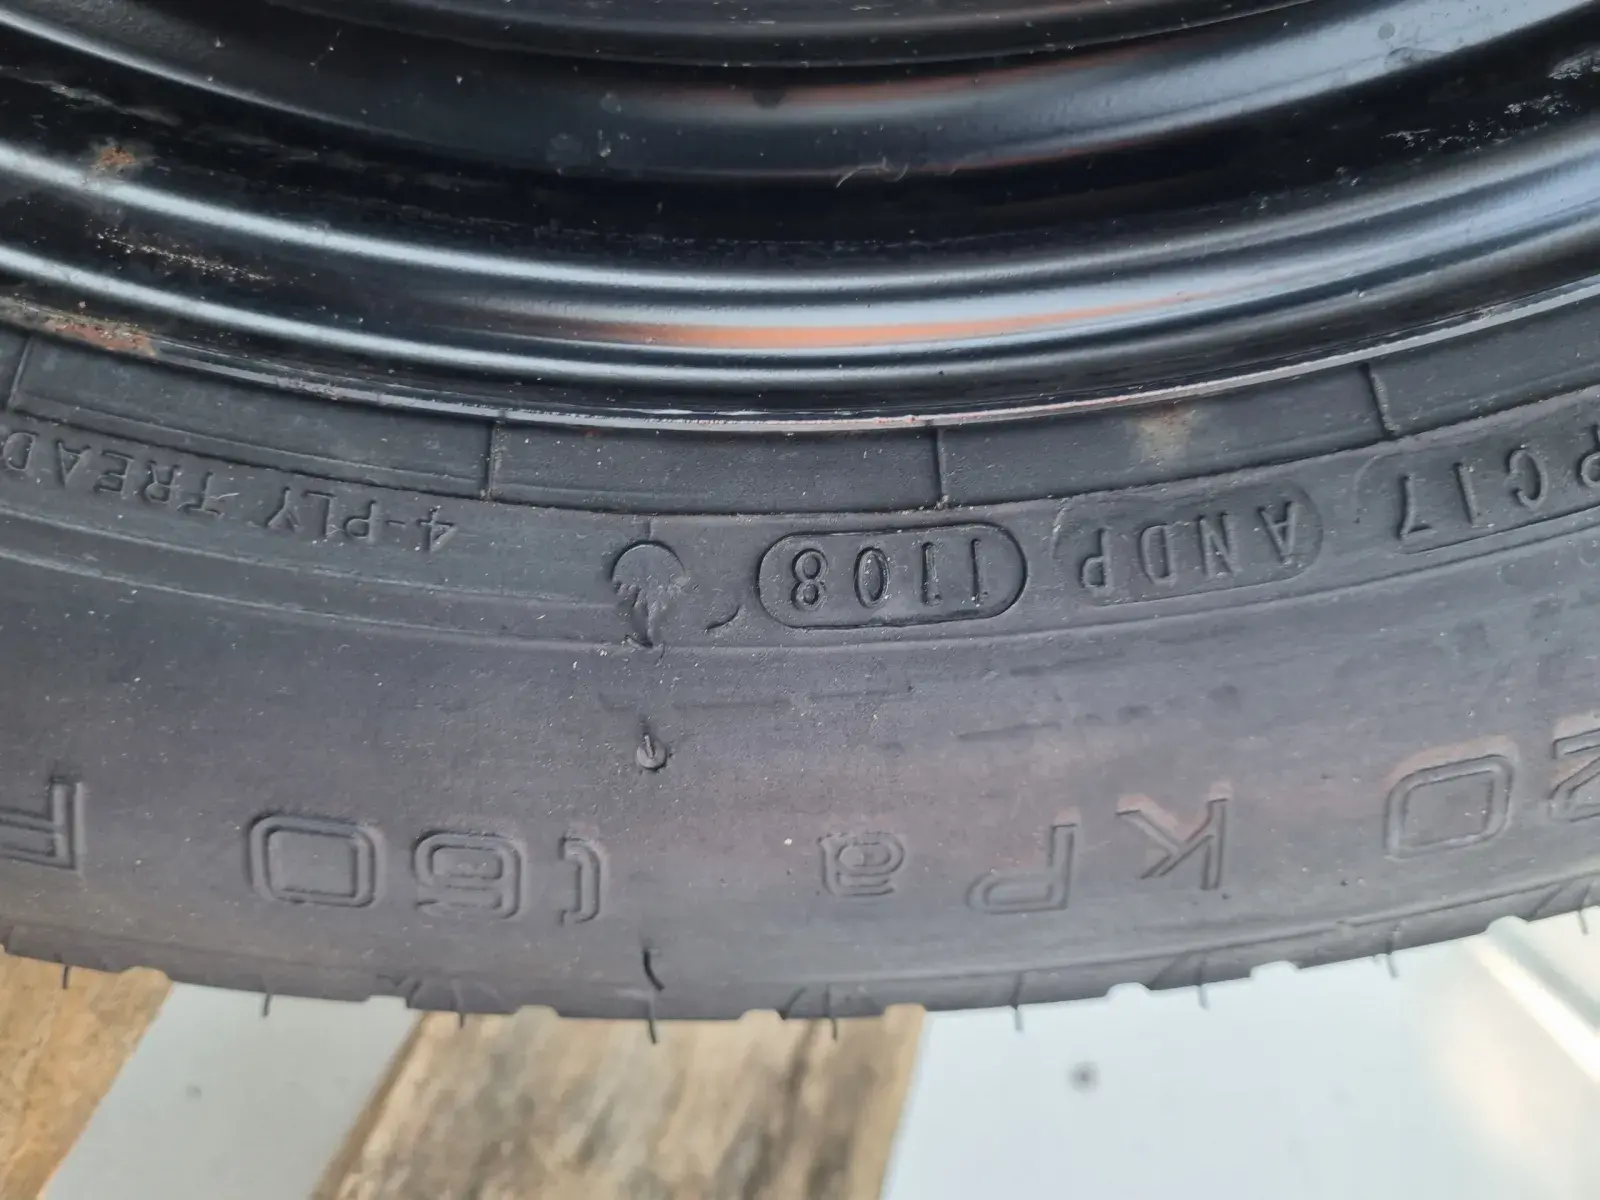 20 KPa (60
PC17 ANDP 1108 4-PLY TREAD